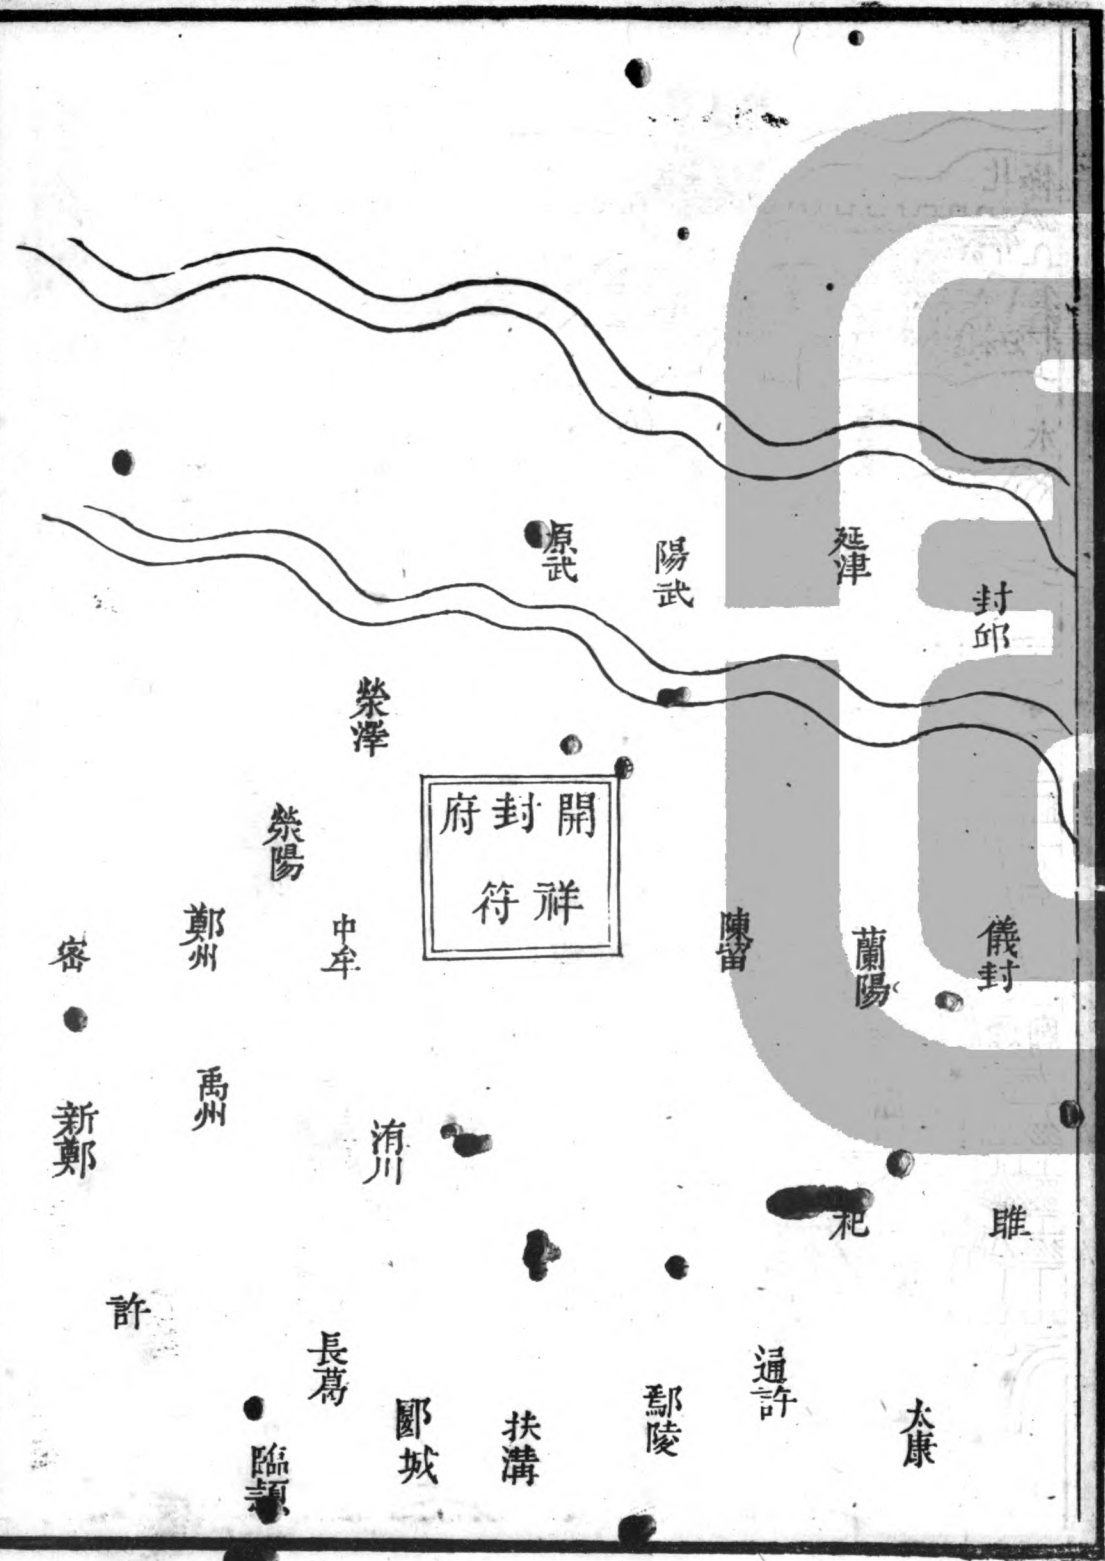 延津
封邱
陽武
原武
滎澤
滎陽
開封府
祥符
儀封
蘭陽
陳留
中牟
鄭州
密
禹州
新鄭
洧川
睢
杞
許
長葛
通許
太康
鄢陵
扶溝
郾城
臨潁